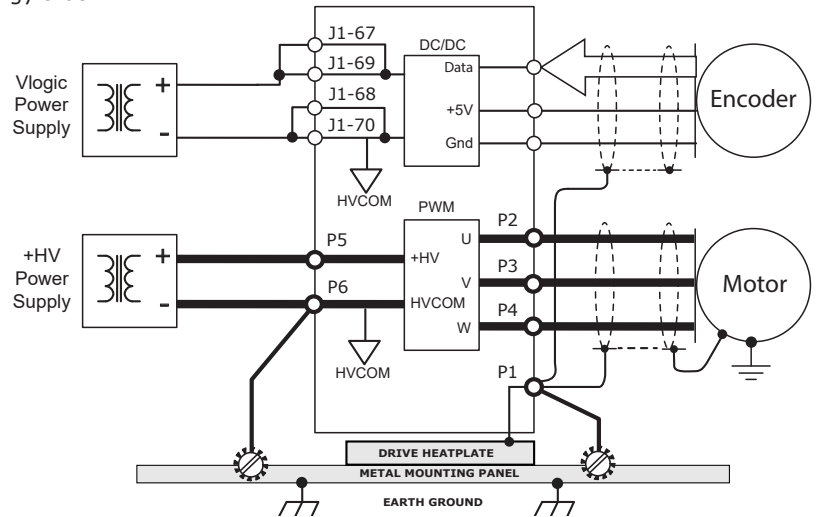 J1-67
J1-69
J1-68
J1-70
DC/DC
Data
+5V
Gnd
Encoder
Vlogic
Power
Supply
+
-
HVCOM
PWM
P2
P3
P4
P5
P6
U
V
W
+HV
HVCOM
+HV
Power
Supply
+
-
Motor
HVCOM
P1
DRIVE HEATPLATE
METAL MOUNTING PANEL
EARTH GROUND